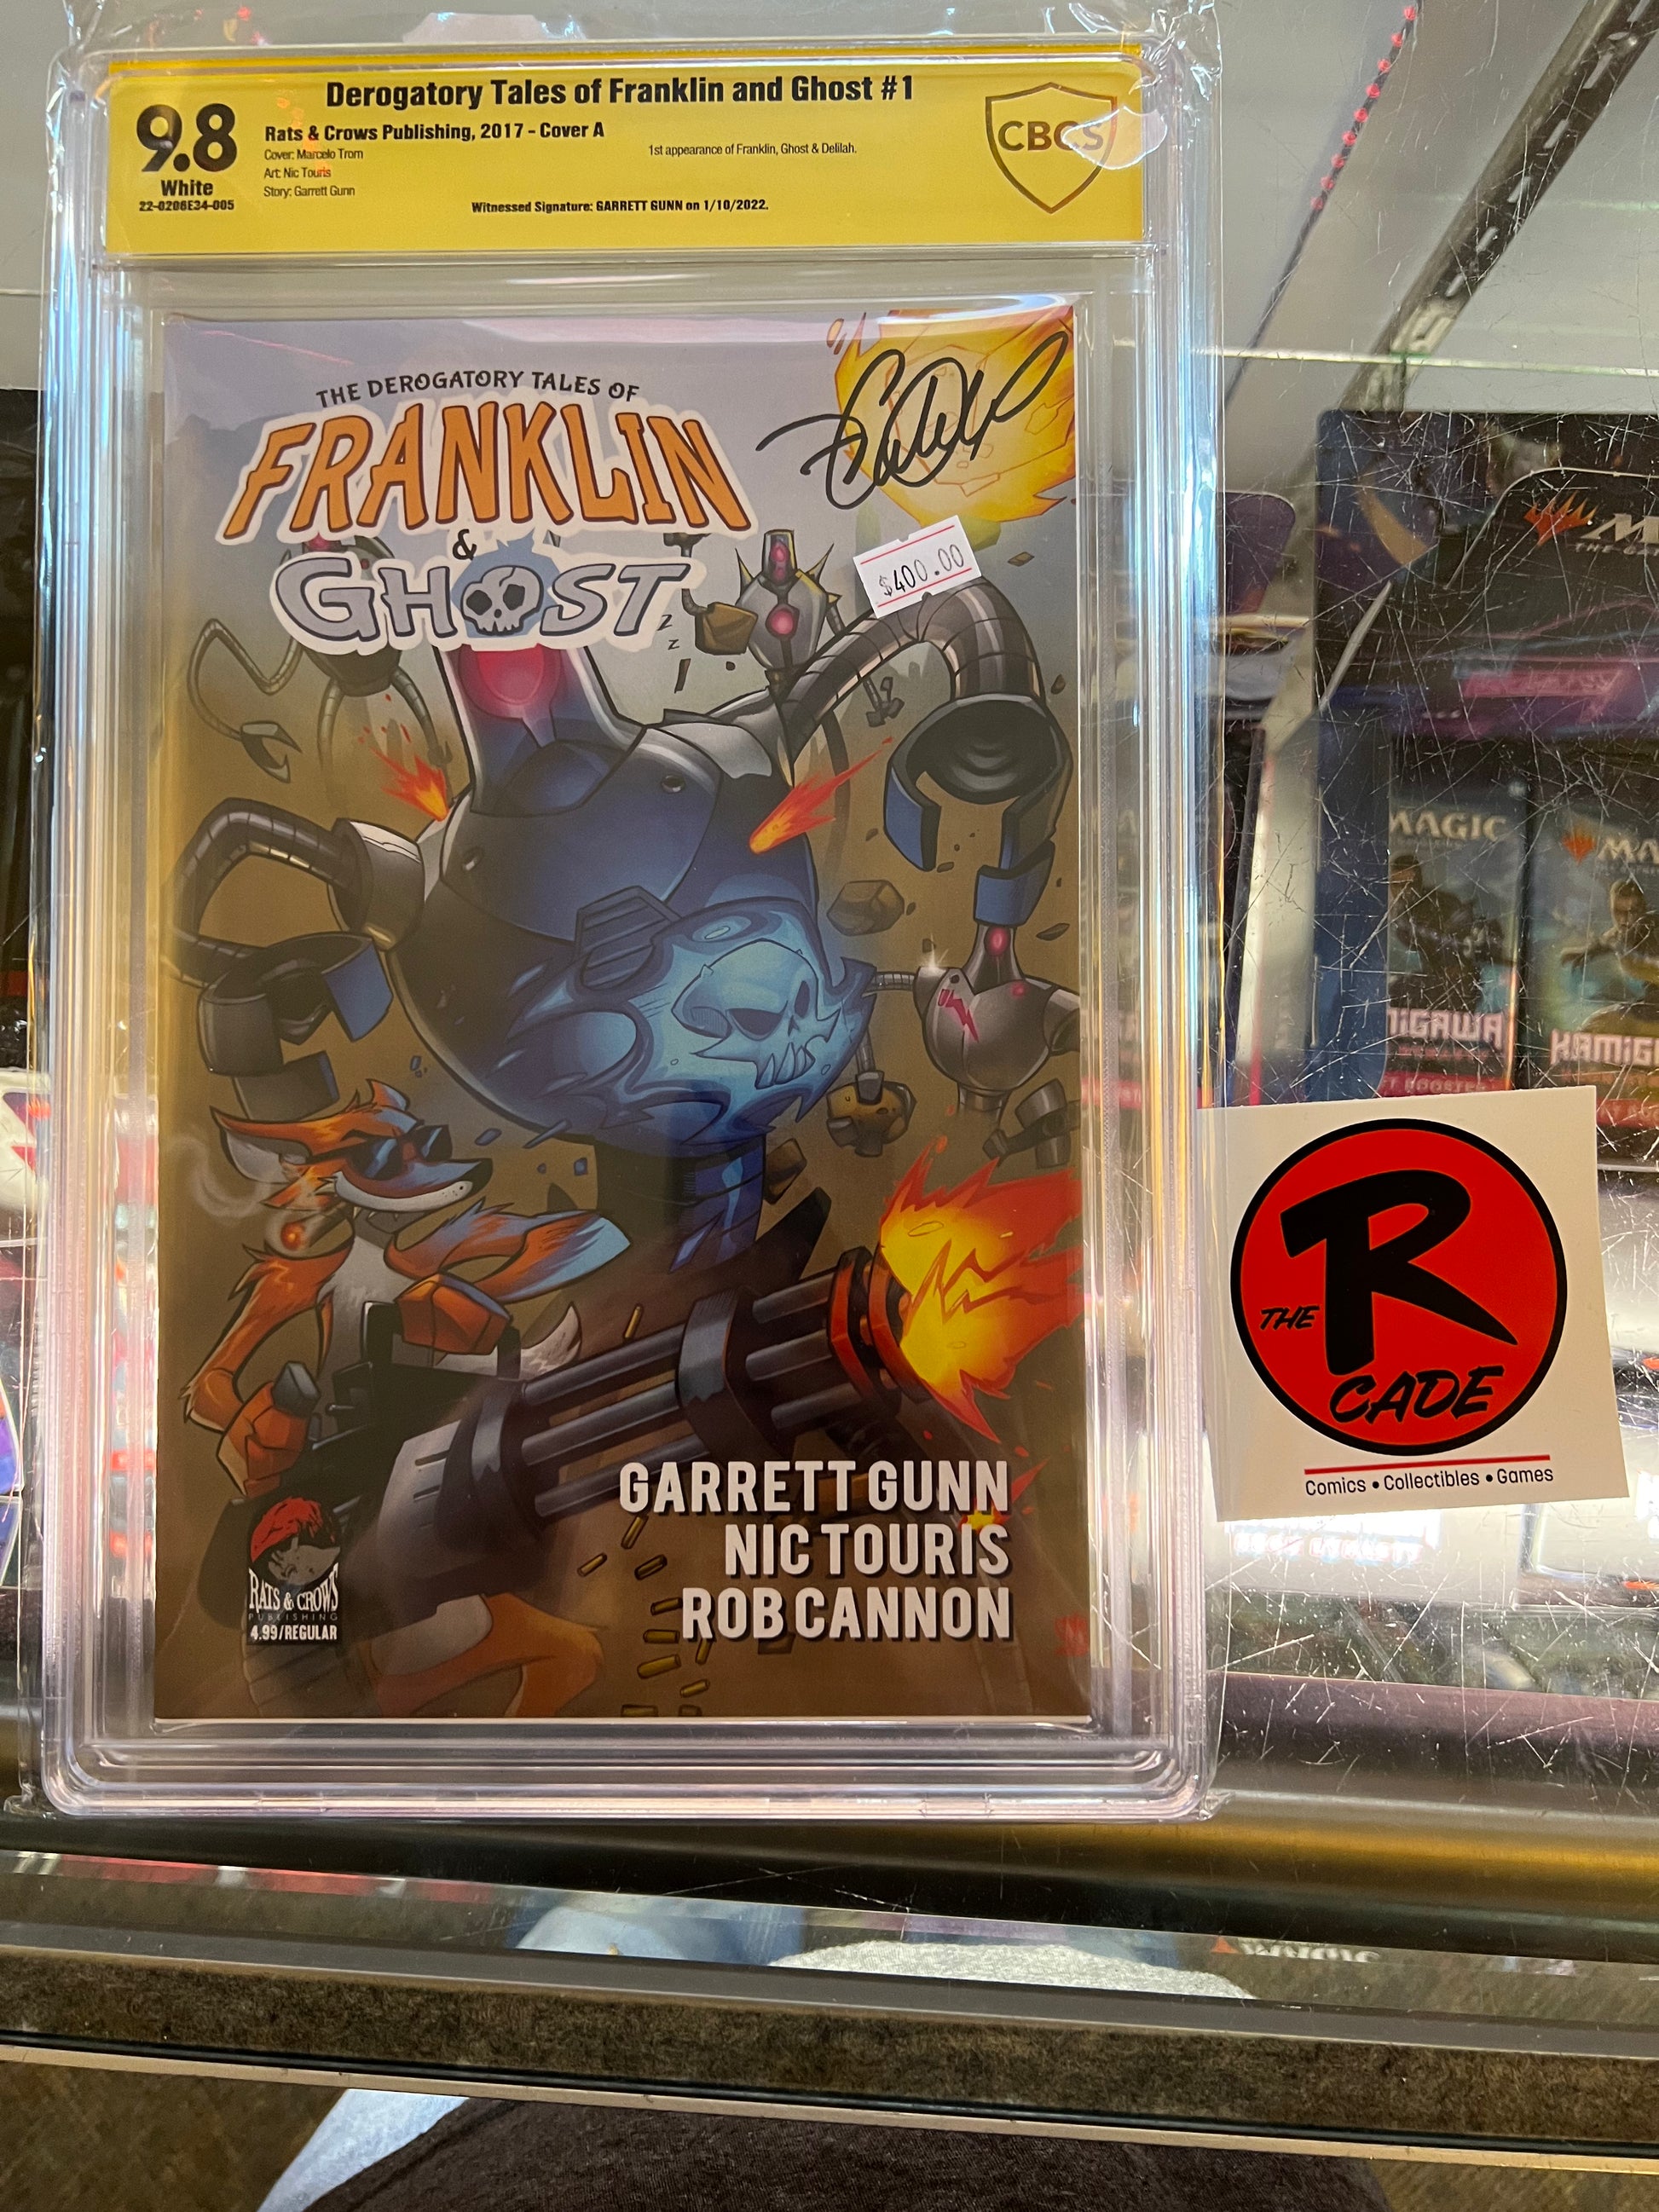 Derogatory Tales of Franklin and Ghost #1
9.8
White
22-0206E34-005
Rats & Crows Publishing, 2017 - Cover A
Cover: Marcelo Trom
Art: Nic Touris
Story: Garrett Gunn
1st appearance of Franklin, Ghost & Delilah.
Witnessed Signature: GARRETT GUNN on 1/10/2022.
CBCS
THE DEROGATORY TALES OF
FRANKLIN
&
GHOST
$400.00
GARRETT GUNN
NIC TOURIS
ROB CANNON
RATS & CROWS
PUBLISHING
4.99/REGULAR
MAGIC
THE R
CADE
Comics • Collectibles • Games